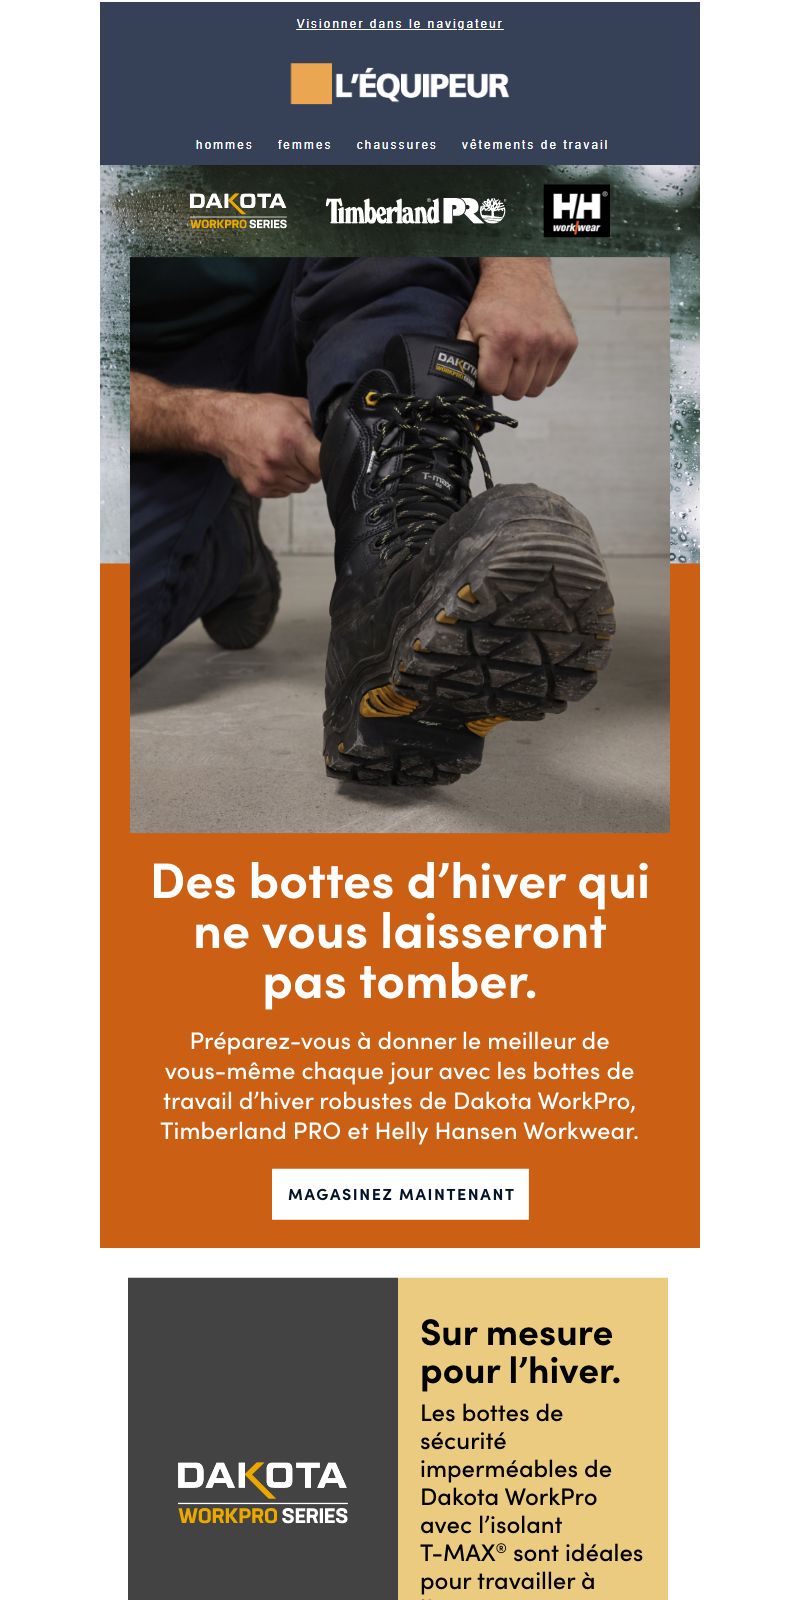 Visionner dans le navigateur
L'ÉQUIPEUR
hommes femmes chaussures vêtements de travail
DAKOTA
WORKPRO SERIES
Timberland PRO
HH
work/wear
DAKOTA
T-max
Des bottes d’hiver qui
ne vous laisseront
pas tomber.
Préparez-vous à donner le meilleur de
vous-même chaque jour avec les bottes de
travail d’hiver robustes de Dakota WorkPro,
Timberland PRO et Helly Hansen Workwear.
MAGASINEZ MAINTENANT
DAKOTA
WORKPRO SERIES
Sur mesure
pour l’hiver.
Les bottes de
sécurité
imperméables de
Dakota WorkPro
avec l’isolant
T-MAX® sont idéales
pour travailler à